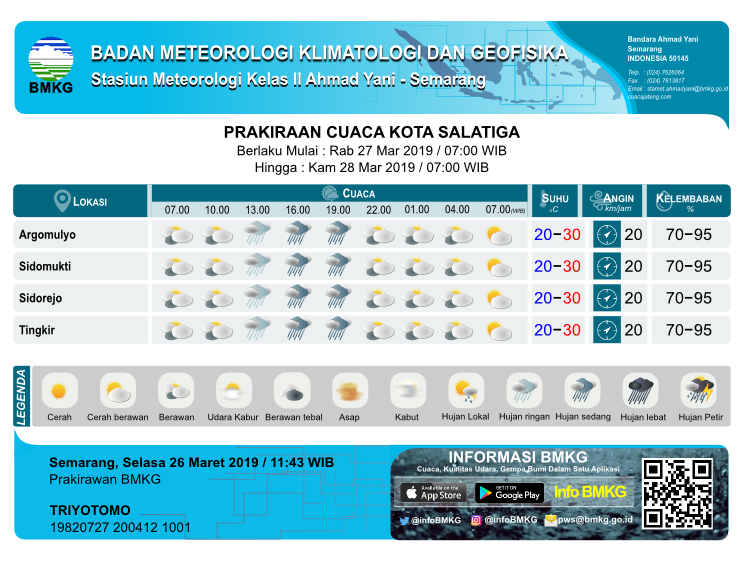 BMKG
BADAN METEOROLOGI KLIMATOLOGI DAN GEOFISIKA
Stasiun Meteorologi Kelas II Ahmad Yani - Semarang
Bandara Ahmad Yani
Semarang
INDONESIA 50145
Telp. : (024) 7626064
Fax. : (024) 7613817
Email : stamet.ahmadyani@bmkg.go.id
cuacajateng.com
PRAKIRAAN CUACA KOTA SALATIGA
Berlaku Mulai : Rab 27 Mar 2019 / 07:00 WIB
Hingga : Kam 28 Mar 2019 / 07:00 WIB
LOKASI CUACA SUHU °C ANGIN km/jam KELEMBABAN %
07.00 10.00 13.00 16.00 19.00 22.00 01.00 04.00 07.00 (WIB)
Argomulyo 20-30 20 70-95
Sidomukti 20-30 20 70-95
Sidorejo 20-30 20 70-95
Tingkir 20-30 20 70-95
LEGENDA
Cerah Cerah berawan Berawan Udara Kabur Berawan tebal Asap Kabut Hujan Lokal Hujan ringan Hujan sedang Hujan lebat Hujan Petir
Semarang, Selasa 26 Maret 2019 / 11:43 WIB
Prakirawan BMKG
TRIYOTOMO
19820727 200412 1001
INFORMASI BMKG
Cuaca, Kualitas Udara, Gempa Bumi Dalam Satu Aplikasi
Available on the App Store
GET IT ON Google Play
Info BMKG
@infoBMKG @infoBMKG pws@bmkg.go.id